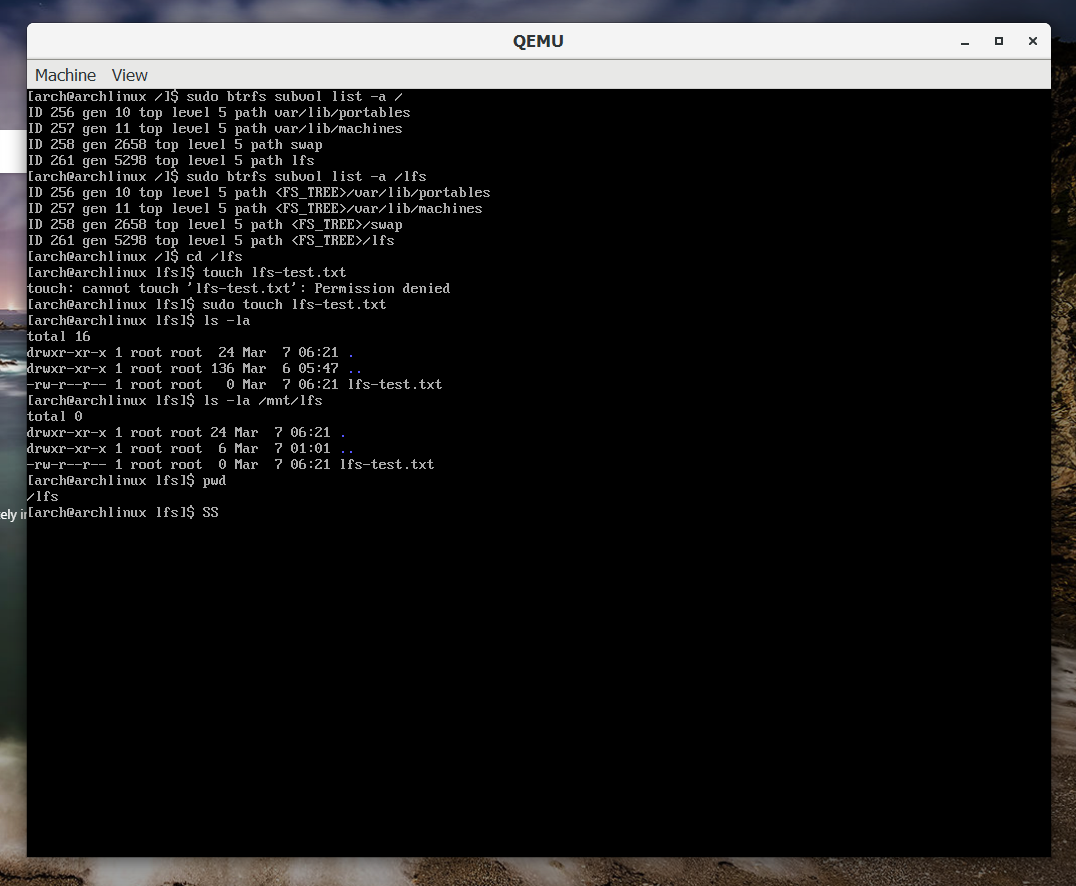 QEMU
Machine View
[arch@archlinux /]$ sudo btrfs subvol list -a /
ID 256 gen 10 top level 5 path var/lib/portables
ID 257 gen 11 top level 5 path var/lib/machines
ID 258 gen 2658 top level 5 path swap
ID 261 gen 5298 top level 5 path lfs
[arch@archlinux /]$ sudo btrfs subvol list -a /lfs
ID 256 gen 10 top level 5 path <FS_TREE>/var/lib/portables
ID 257 gen 11 top level 5 path <FS_TREE>/var/lib/machines
ID 258 gen 2658 top level 5 path <FS_TREE>/swap
ID 261 gen 5298 top level 5 path <FS_TREE>/lfs
[arch@archlinux /]$ cd /lfs
[arch@archlinux lfs]$ touch lfs-test.txt
touch: cannot touch 'lfs-test.txt': Permission denied
[arch@archlinux lfs]$ sudo touch lfs-test.txt
[arch@archlinux lfs]$ ls -la
total 16
drwxr-xr-x 1 root root  24 Mar  7 06:21 .
drwxr-xr-x 1 root root 136 Mar  6 05:47 ..
-rw-r--r-- 1 root root   0 Mar  7 06:21 lfs-test.txt
[arch@archlinux lfs]$ ls -la /mnt/lfs
total 0
drwxr-xr-x 1 root root 24 Mar  7 06:21 .
drwxr-xr-x 1 root root  6 Mar  7 01:01 ..
-rw-r--r-- 1 root root  0 Mar  7 06:21 lfs-test.txt
[arch@archlinux lfs]$ pwd
/lfs
[arch@archlinux lfs]$ SS